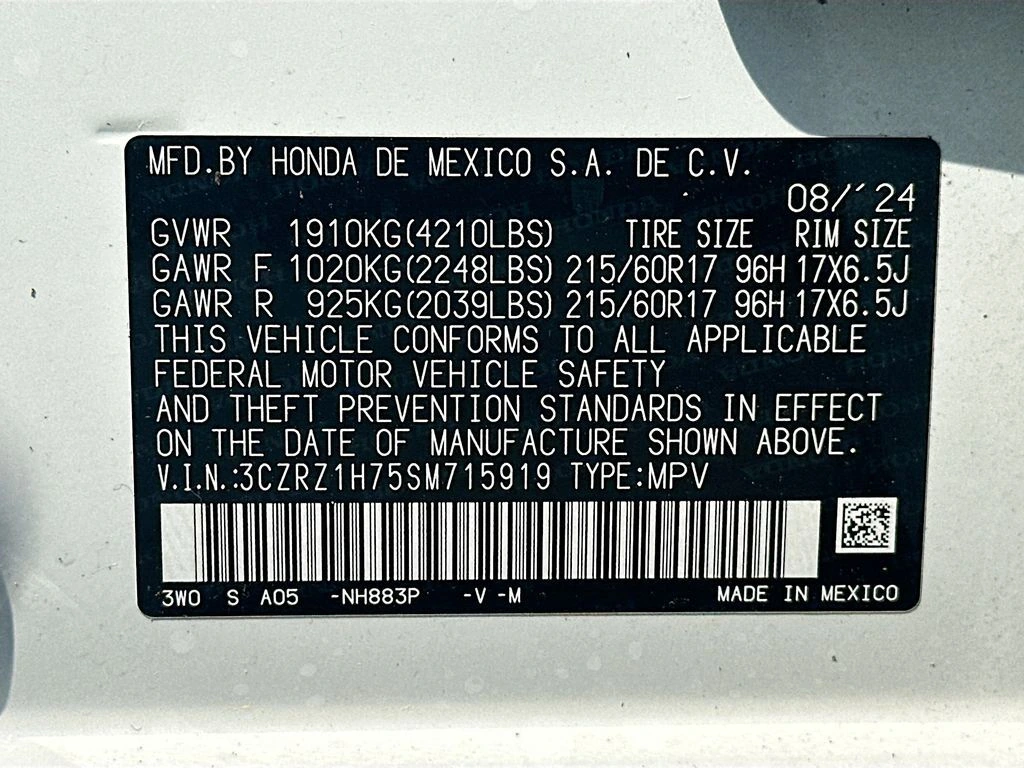 MFD.BY HONDA DE MEXICO S.A. DE C.V.
08/´24
GVWR 1910KG(4210LBS) TIRE SIZE RIM SIZE
GAWR F 1020KG(2248LBS) 215/60R17 96H 17X6.5J
GAWR R 925KG(2039LBS) 215/60R17 96H 17X6.5J
THIS VEHICLE CONFORMS TO ALL APPLICABLE
FEDERAL MOTOR VEHICLE SAFETY
AND THEFT PREVENTION STANDARDS IN EFFECT
ON THE DATE OF MANUFACTURE SHOWN ABOVE.
V.I.N.:3CZRZ1H75SM715919 TYPE:MPV
3W0 S A05 -NH883P -V -M MADE IN MEXICO